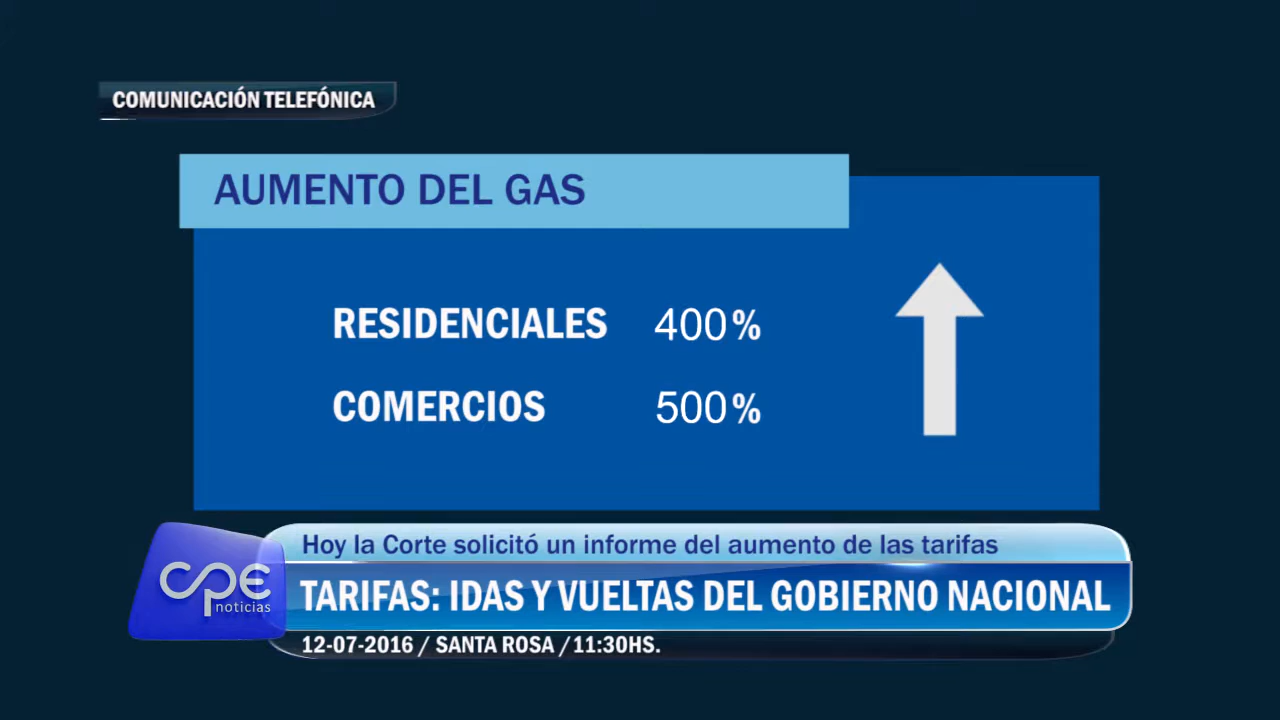 COMUNICACIÓN TELEFÓNICA
AUMENTO DEL GAS
RESIDENCIALES 400%
COMERCIOS 500%
Hoy la Corte solicitó un informe del aumento de las tarifas
cpe
noticias
TARIFAS: IDAS Y VUELTAS DEL GOBIERNO NACIONAL
12-07-2016 / SANTA ROSA / 11:30HS.